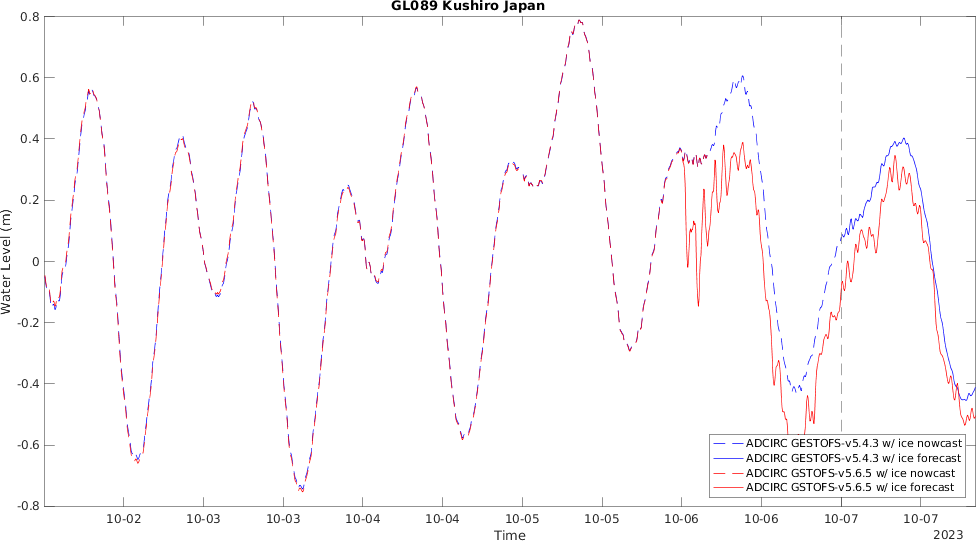 GL089 Kushiro Japan
0.8
0.6
0.4
0.2
0
-0.2
-0.4
-0.6
-0.8
Water Level (m)
ADCIRC GESTOFS-v5.4.3 w/ ice nowcast
ADCIRC GESTOFS-v5.4.3 w/ ice forecast
ADCIRC GSTOFS-v5.6.5 w/ ice nowcast
ADCIRC GSTOFS-v5.6.5 w/ ice forecast
10-02 10-03 10-03 10-04 10-04 10-05 10-05 10-06 10-06 10-07 10-07
Time
2023